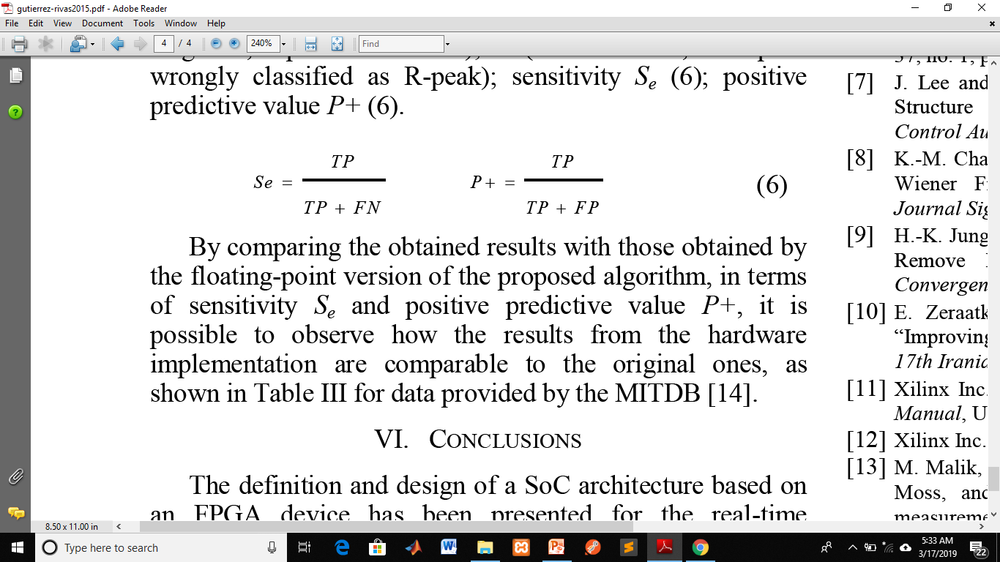 gutierrez-rivas2015.pdf - Adobe Reader
File Edit View Document Tools Window Help
4 / 4 240% Find
wrongly classified as R-peak); sensitivity Se (6); positive
predictive value P+ (6).
Se = TP / TP + FN P+ = TP / TP + FP (6)
By comparing the obtained results with those obtained by
the floating-point version of the proposed algorithm, in terms
of sensitivity Se and positive predictive value P+, it is
possible to observe how the results from the hardware
implementation are comparable to the original ones, as
shown in Table III for data provided by the MITDB [14].
VI. CONCLUSIONS
The definition and design of a SoC architecture based on
an FPGA device has been presented for the real-time
37, no. 1, p
[7] J. Lee and
Structure
Control Au
[8] K.-M. Cha
Wiener Fi
Journal Sig
[9] H.-K. Jung
Remove
Convergen
[10] E. Zeraatk
“Improving
17th Irania
[11] Xilinx Inc.
Manual, U
[12] Xilinx Inc.
[13] M. Malik,
Moss, and
measureme
8.50 x 11.00 in
Type here to search
5:33 AM
3/17/2019
22